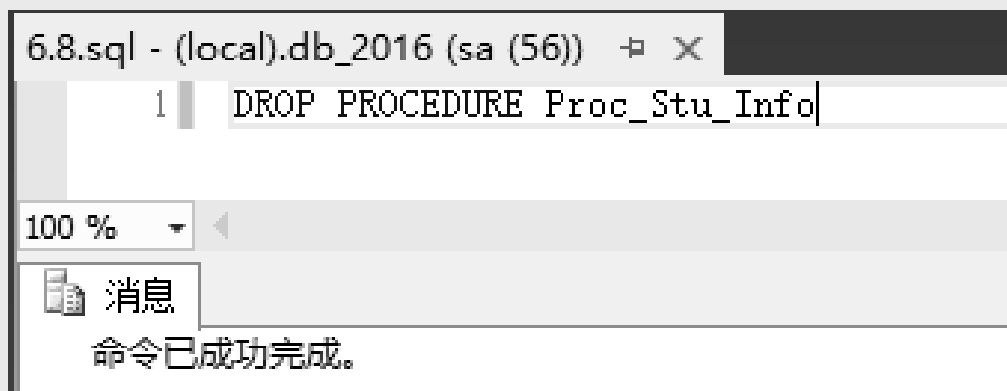 6.8.sql - (local).db_2016 (sa (56))
1 DROP PROCEDURE Proc_Stu_Info
100 %
消息
命令已成功完成。